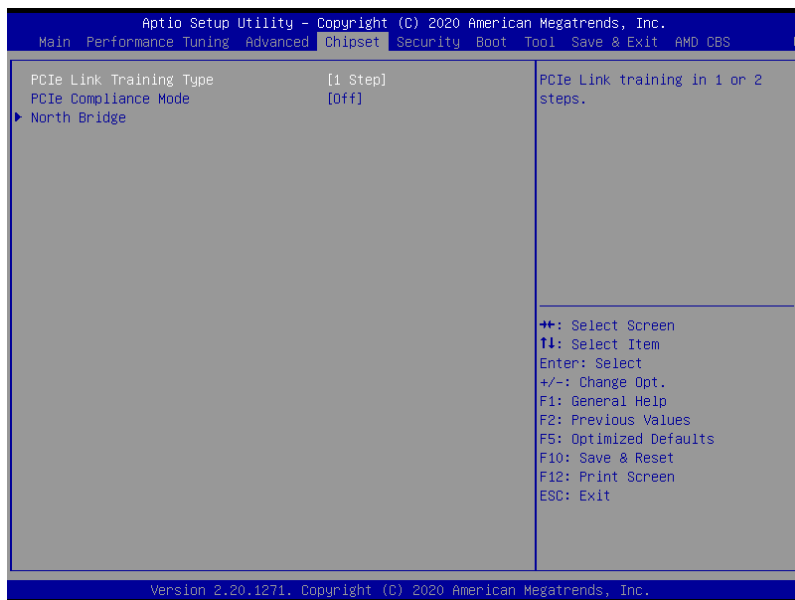 Aptio Setup Utility – Copyright (C) 2020 American Megatrends, Inc.
Main Performance Tuning Advanced Chipset Security Boot Tool Save & Exit AMD CBS
PCIe Link Training Type [1 Step]
PCIe Compliance Mode [Off]
North Bridge
PCIe Link training in 1 or 2
steps.
→←: Select Screen
↑↓: Select Item
Enter: Select
+/-: Change Opt.
F1: General Help
F2: Previous Values
F5: Optimized Defaults
F10: Save & Reset
F12: Print Screen
ESC: Exit
Version 2.20.1271. Copyright (C) 2020 American Megatrends, Inc.